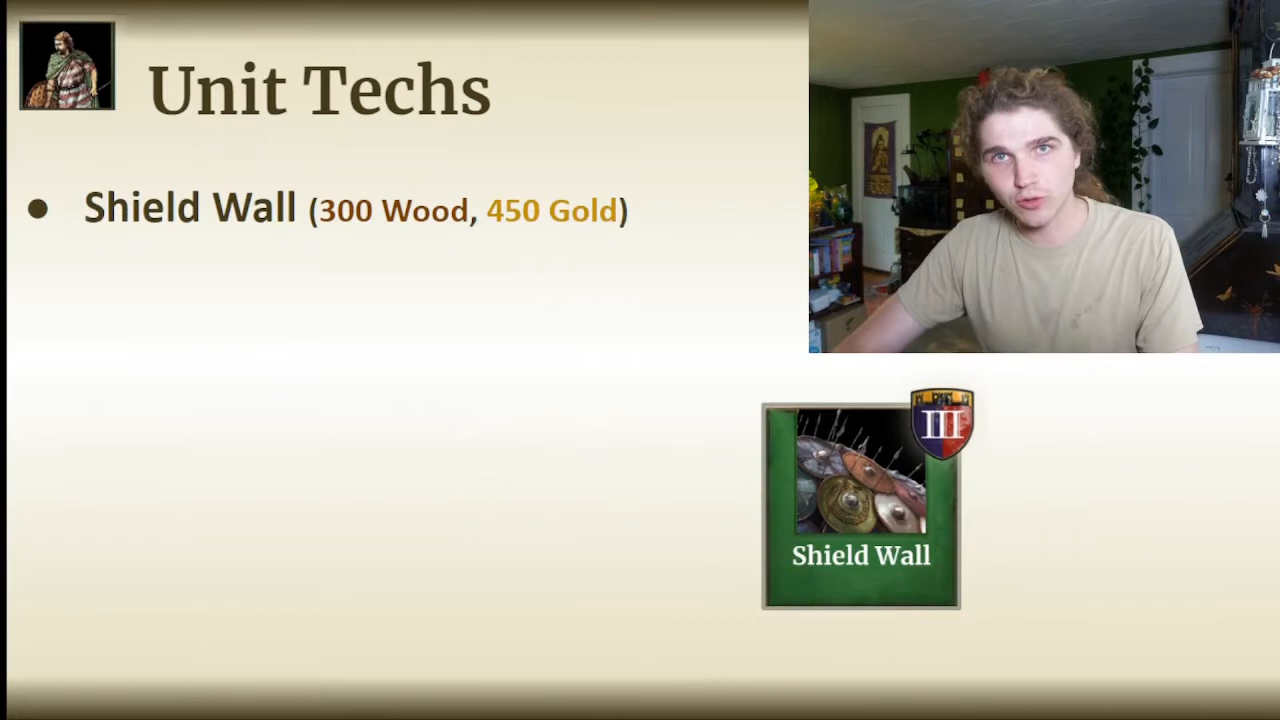 Unit Techs
• Shield Wall (300 Wood, 450 Gold)
III
Shield Wall